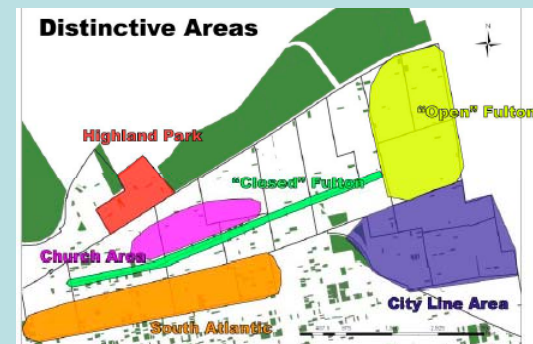 Distinctive Areas
N
"Open" Fulton
Highland Park
"Closed" Fulton
Church Area
City Line Area
South Atlantic